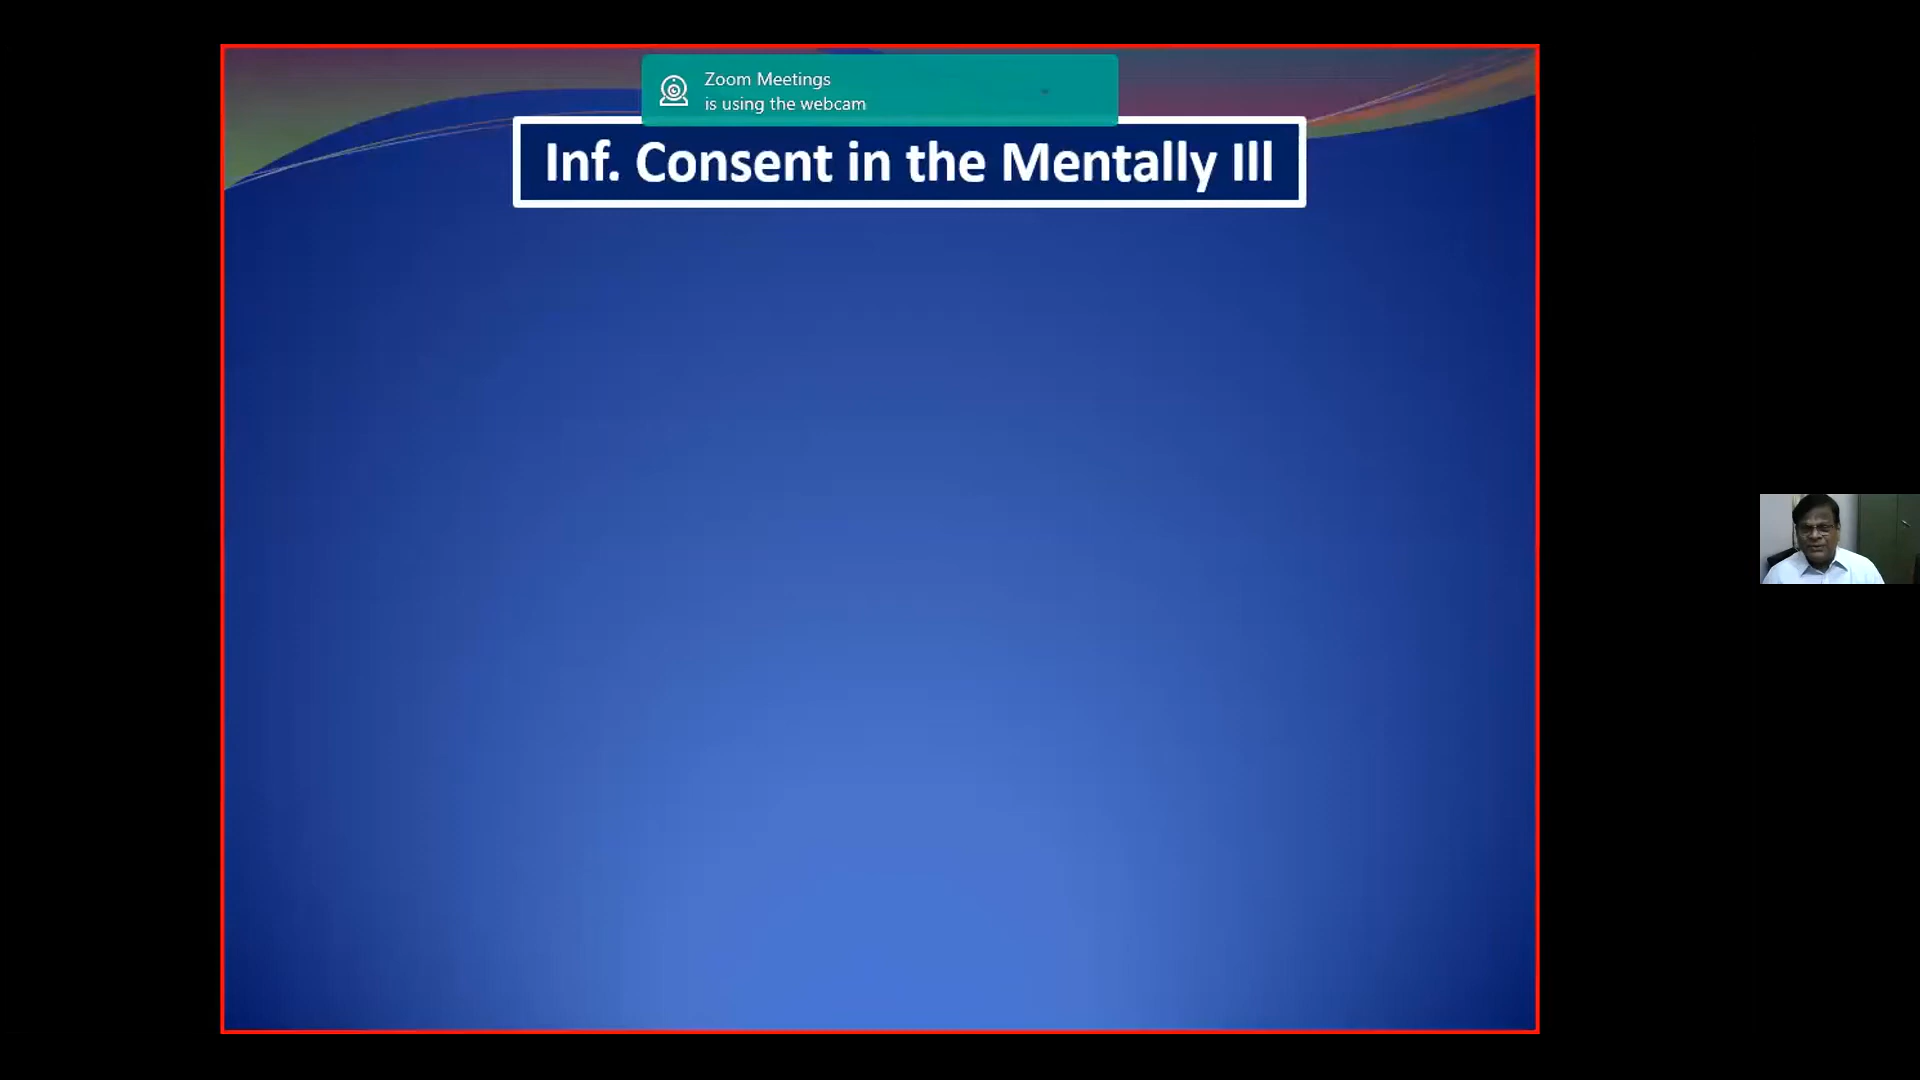 Zoom Meetings
is using the webcam
Inf. Consent in the Mentally Ill